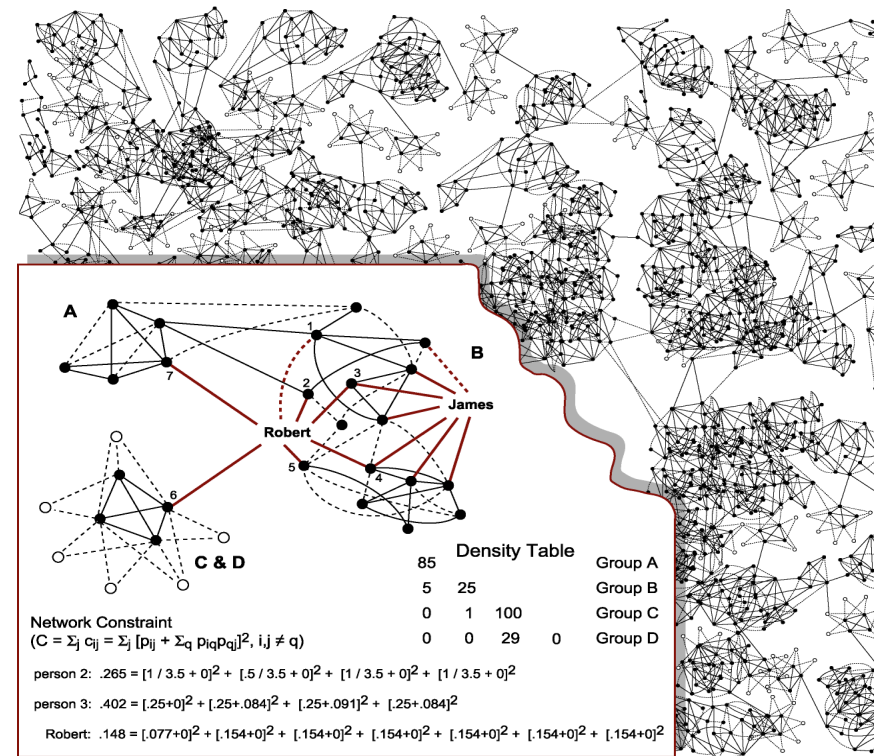 A
1
B
2
3
7
James
Robert
5
4
6
C & D
Density Table
85 Group A
5 25 Group B
0 1 100 Group C
0 0 29 0 Group D
Network Constraint
(C = Σj cij = Σj [pij + Σq piqpqj]2, i,j ≠ q)
person 2: .265 = [1 / 3.5 + 0]2 + [.5 / 3.5 + 0]2 + [1 / 3.5 + 0]2 + [1 / 3.5 + 0]2
person 3: .402 = [.25+0]2 + [.25+.084]2 + [.25+.091]2 + [.25+.084]2
Robert: .148 = [.077+0]2 + [.154+0]2 + [.154+0]2 + [.154+0]2 + [.154+0]2 + [.154+0]2 + [.154+0]2